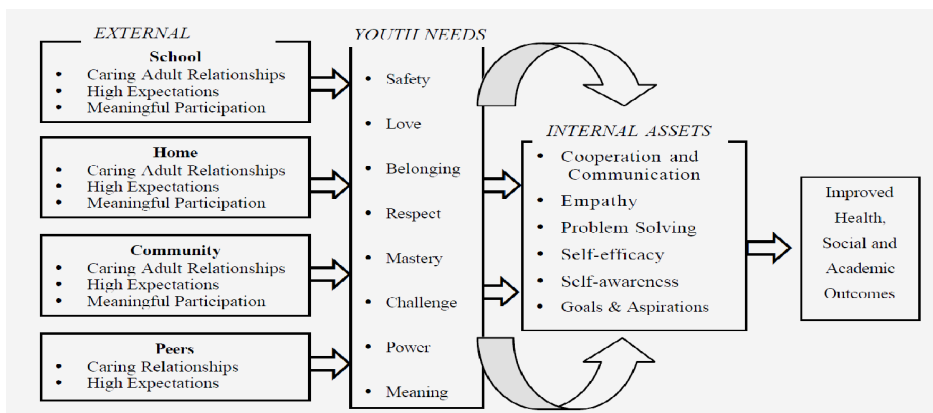 EXTERNAL
School
• Caring Adult Relationships
• High Expectations
• Meaningful Participation
Home
• Caring Adult Relationships
• High Expectations
• Meaningful Participation
Community
• Caring Adult Relationships
• High Expectations
• Meaningful Participation
Peers
• Caring Relationships
• High Expectations
YOUTH NEEDS
• Safety
• Love
• Belonging
• Respect
• Mastery
• Challenge
• Power
• Meaning
INTERNAL ASSETS
• Cooperation and
Communication
• Empathy
• Problem Solving
• Self-efficacy
• Self-awareness
• Goals & Aspirations
Improved
Health,
Social and
Academic
Outcomes